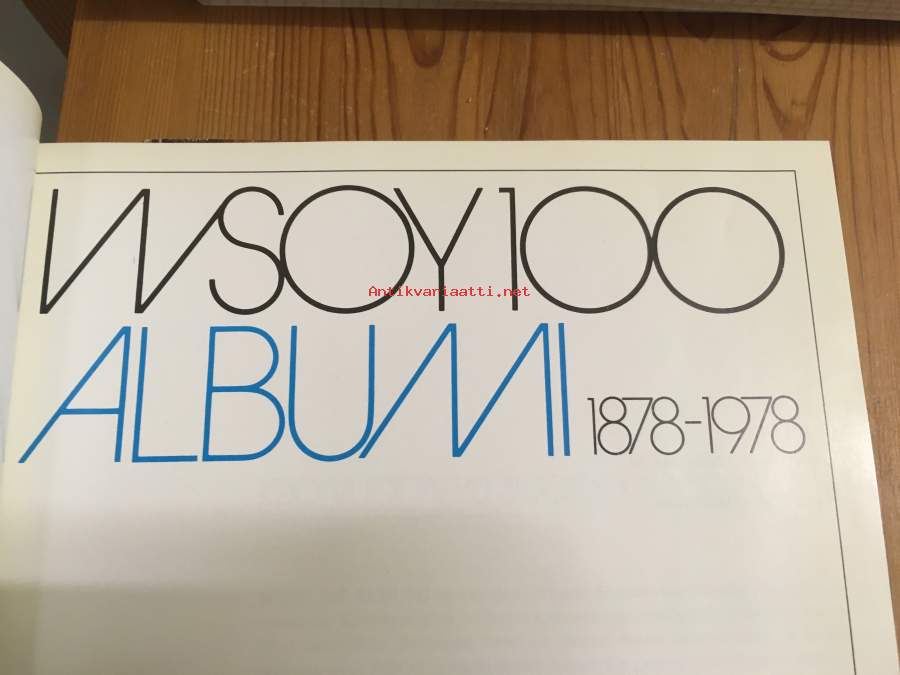 WSOY 100
Antikvariaatti.net
ALBUMI 1878-1978